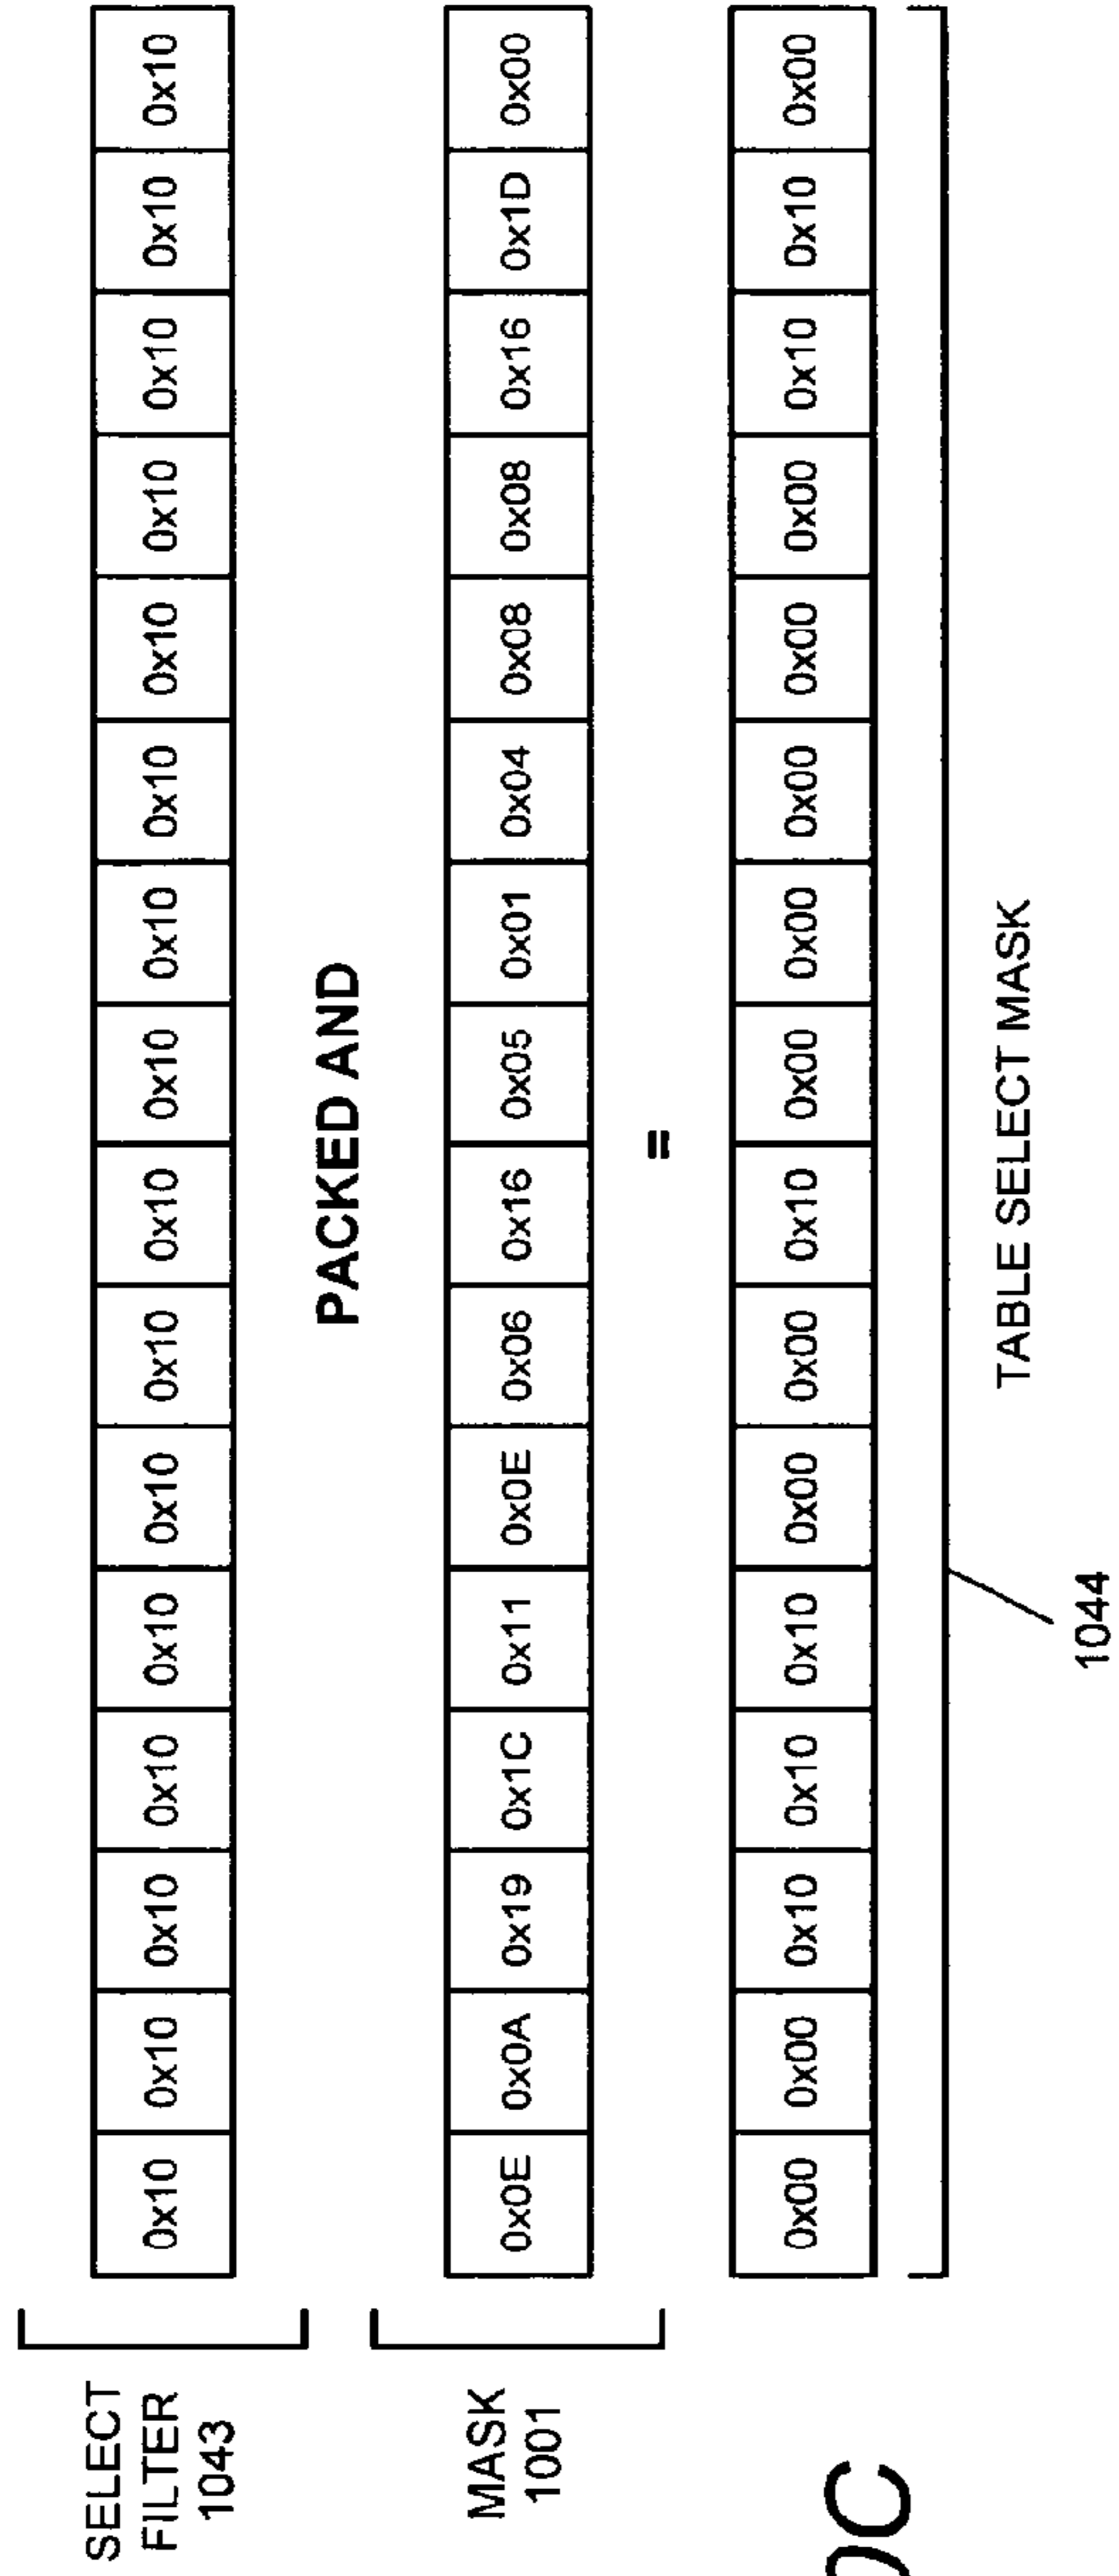 SELECT
FILTER
1043
0x10 0x10 0x10 0x10 0x10 0x10 0x10 0x10 0x10 0x10 0x10 0x10 0x10 0x10 0x10 0x10
PACKED AND
MASK
1001
0x0E 0x0A 0x19 0x1C 0x11 0x0E 0x06 0x16 0x05 0x01 0x04 0x08 0x08 0x16 0x1D 0x00
=
0x00 0x00 0x10 0x10 0x10 0x00 0x00 0x10 0x00 0x00 0x00 0x00 0x00 0x10 0x10 0x00
TABLE SELECT MASK
1044